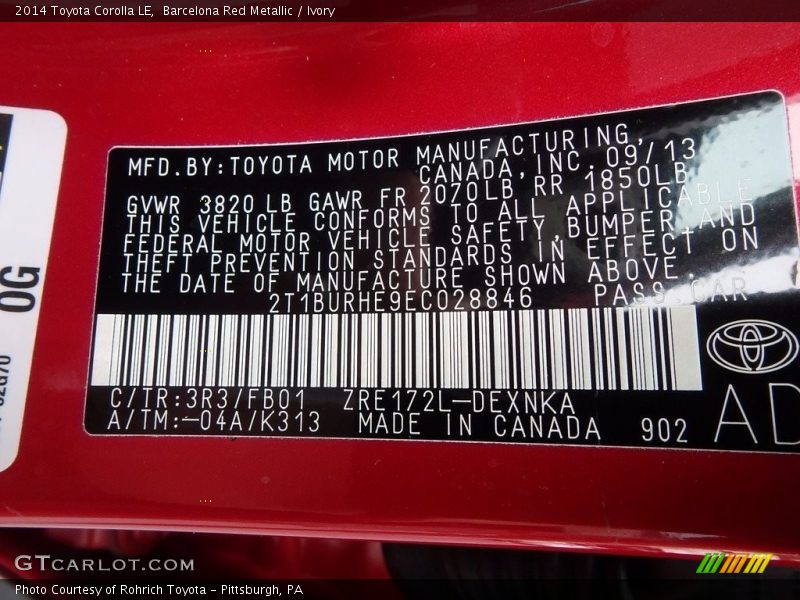 2014 Toyota Corolla LE, Barcelona Red Metallic / Ivory
MFD.BY:TOYOTA MOTOR MANUFACTURING,
CANADA,INC. 09/13
GVWR 3820 LB GAWR FR 2070LB RR 1850LB
THIS VEHICLE CONFORMS TO ALL APPLICABLE
FEDERAL MOTOR VEHICLE SAFETY,BUMPER AND
THEFT PREVENTION STANDARDS IN EFFECT ON
THE DATE OF MANUFACTURE SHOWN ABOVE.
2T1BURHE9EC028846 PASS.CAR
C/TR:3R3/FB01 ZRE172L-DEXNKA
A/TM:-04A/K313 MADE IN CANADA 902
AD
OG
GTCARLOT.COM
Photo Courtesy of Rohrich Toyota - Pittsburgh, PA